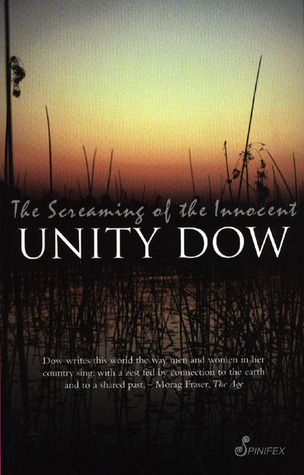 The Screaming of the Innocent
UNITY DOW
Dow writes this world the way men and women in her
country sing: with a zest fed by connection to the earth
and to a shared past. – Morag Fraser, The Age
SPINIFEX